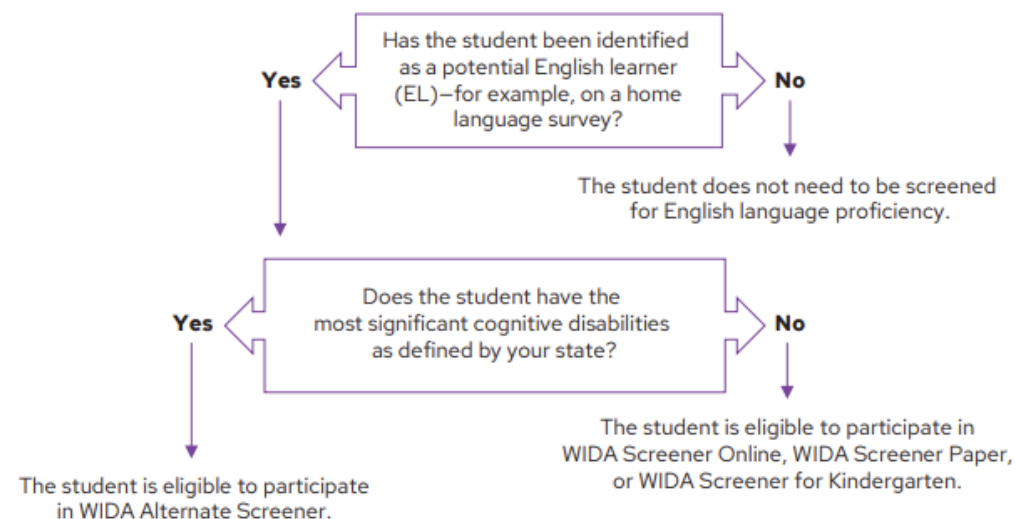 Has the student been identified
as a potential English learner
(EL)—for example, on a home
language survey?
Yes
No
The student does not need to be screened
for English language proficiency.
Does the student have the
most significant cognitive disabilities
as defined by your state?
Yes
No
The student is eligible to participate in
WIDA Screener Online, WIDA Screener Paper,
or WIDA Screener for Kindergarten.
The student is eligible to participate
in WIDA Alternate Screener.